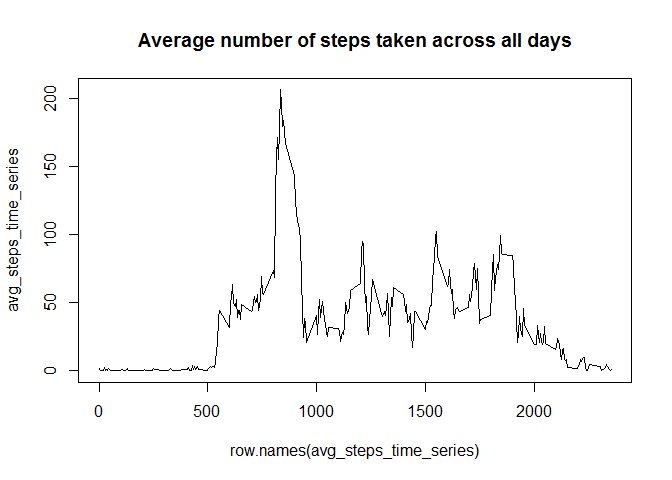 Average number of steps taken across all days
avg_steps_time_series
200
150
100
50
0
0 500 1000 1500 2000
row.names(avg_steps_time_series)